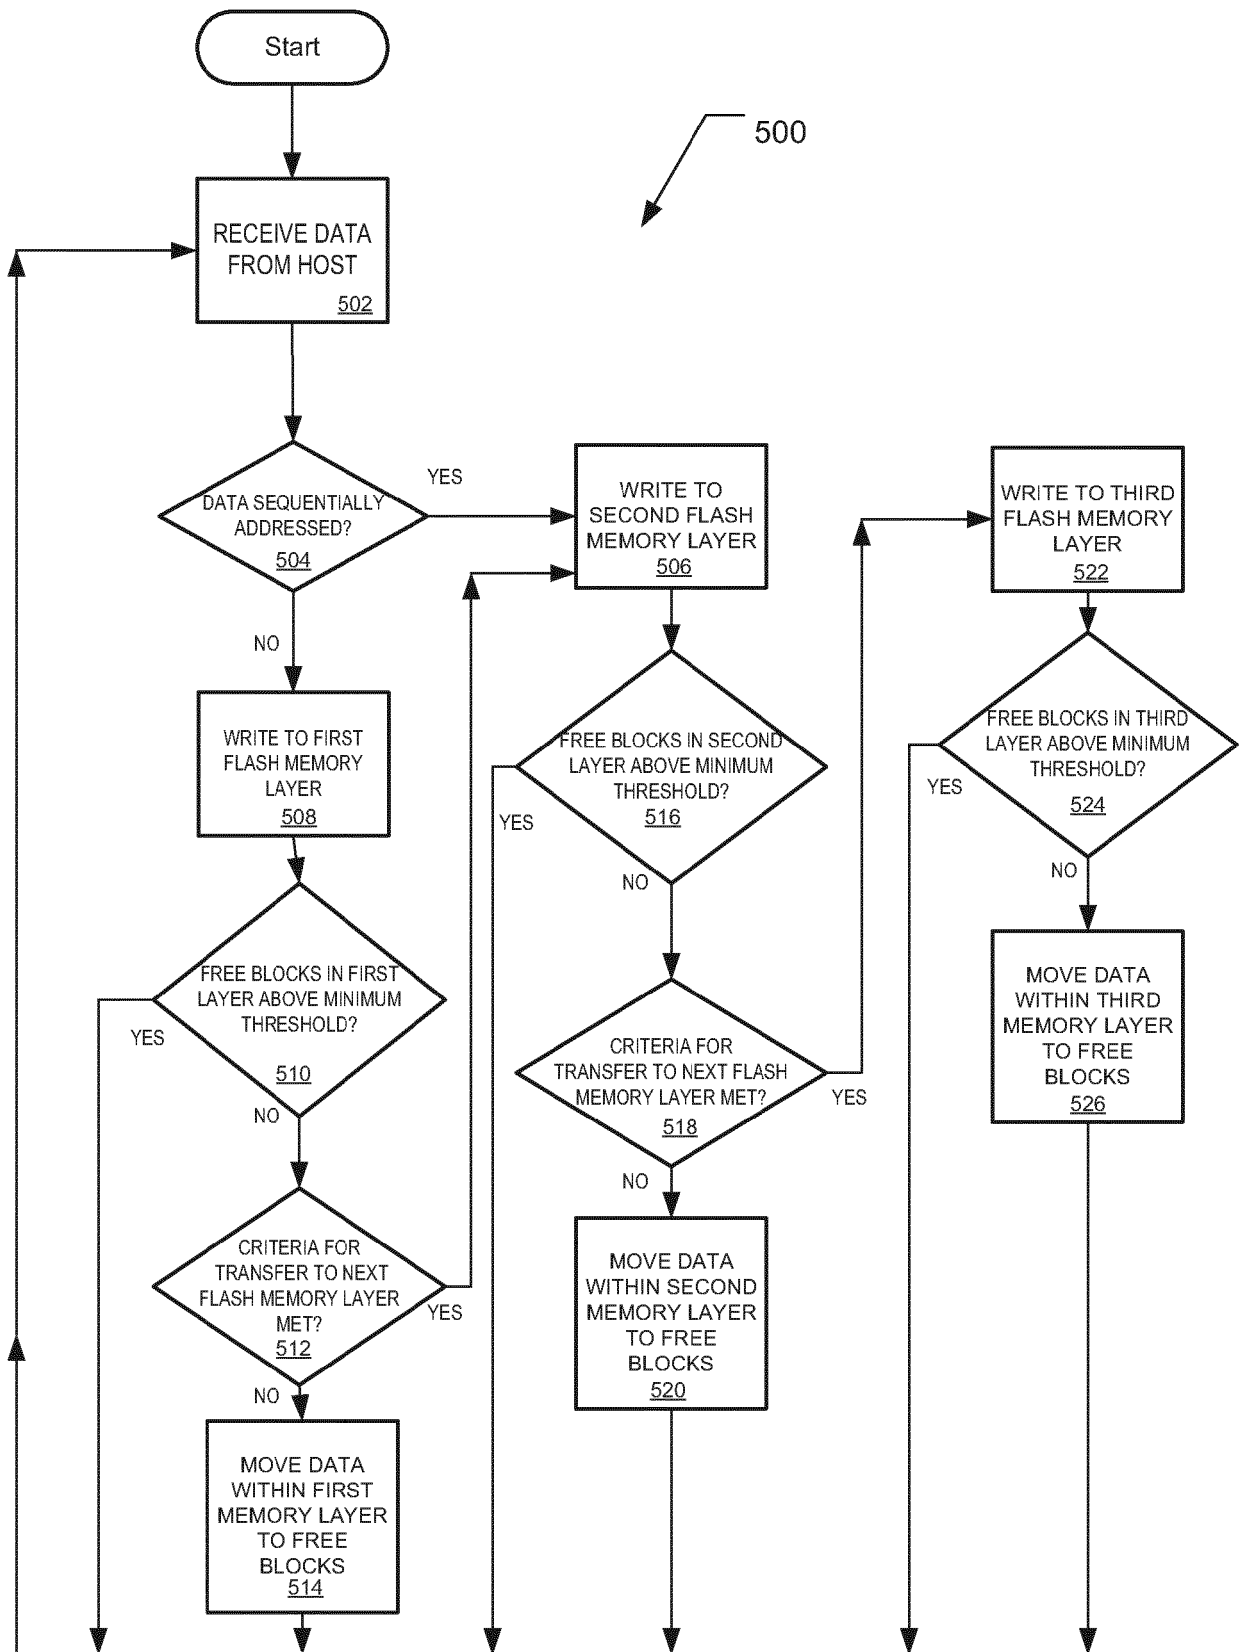 Start
500
RECEIVE DATA
FROM HOST
502
DATA SEQUENTIALLY
ADDRESSED?
504
YES
NO
WRITE TO FIRST
FLASH MEMORY
LAYER
508
FREE BLOCKS IN FIRST
LAYER ABOVE MINIMUM
THRESHOLD?
510
YES
NO
CRITERIA FOR
TRANSFER TO NEXT
FLASH MEMORY LAYER
MET?
512
YES
NO
MOVE DATA
WITHIN FIRST
MEMORY LAYER
TO FREE
BLOCKS
514
WRITE TO
SECOND FLASH
MEMORY LAYER
506
FREE BLOCKS IN SECOND
LAYER ABOVE MINIMUM
THRESHOLD?
516
YES
NO
CRITERIA FOR
TRANSFER TO NEXT FLASH
MEMORY LAYER MET?
518
YES
NO
MOVE DATA
WITHIN SECOND
MEMORY LAYER
TO FREE
BLOCKS
520
WRITE TO THIRD
FLASH MEMORY
LAYER
522
FREE BLOCKS IN THIRD
LAYER ABOVE MINIMUM
THRESHOLD?
524
YES
NO
MOVE DATA
WITHIN THIRD
MEMORY LAYER
TO FREE
BLOCKS
526